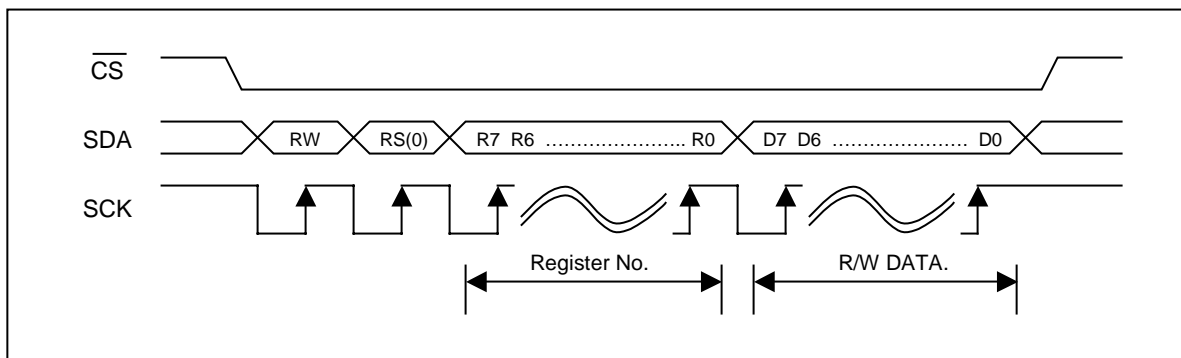 CS
SDA RW RS(0) R7 R6 ........................ R0 D7 D6 ....................... D0
SCK
Register No. R/W DATA.